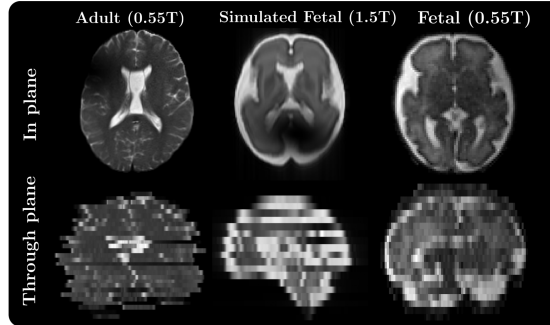 Adult (0.55T)
Simulated Fetal (1.5T)
Fetal (0.55T)
In plane
Through plane